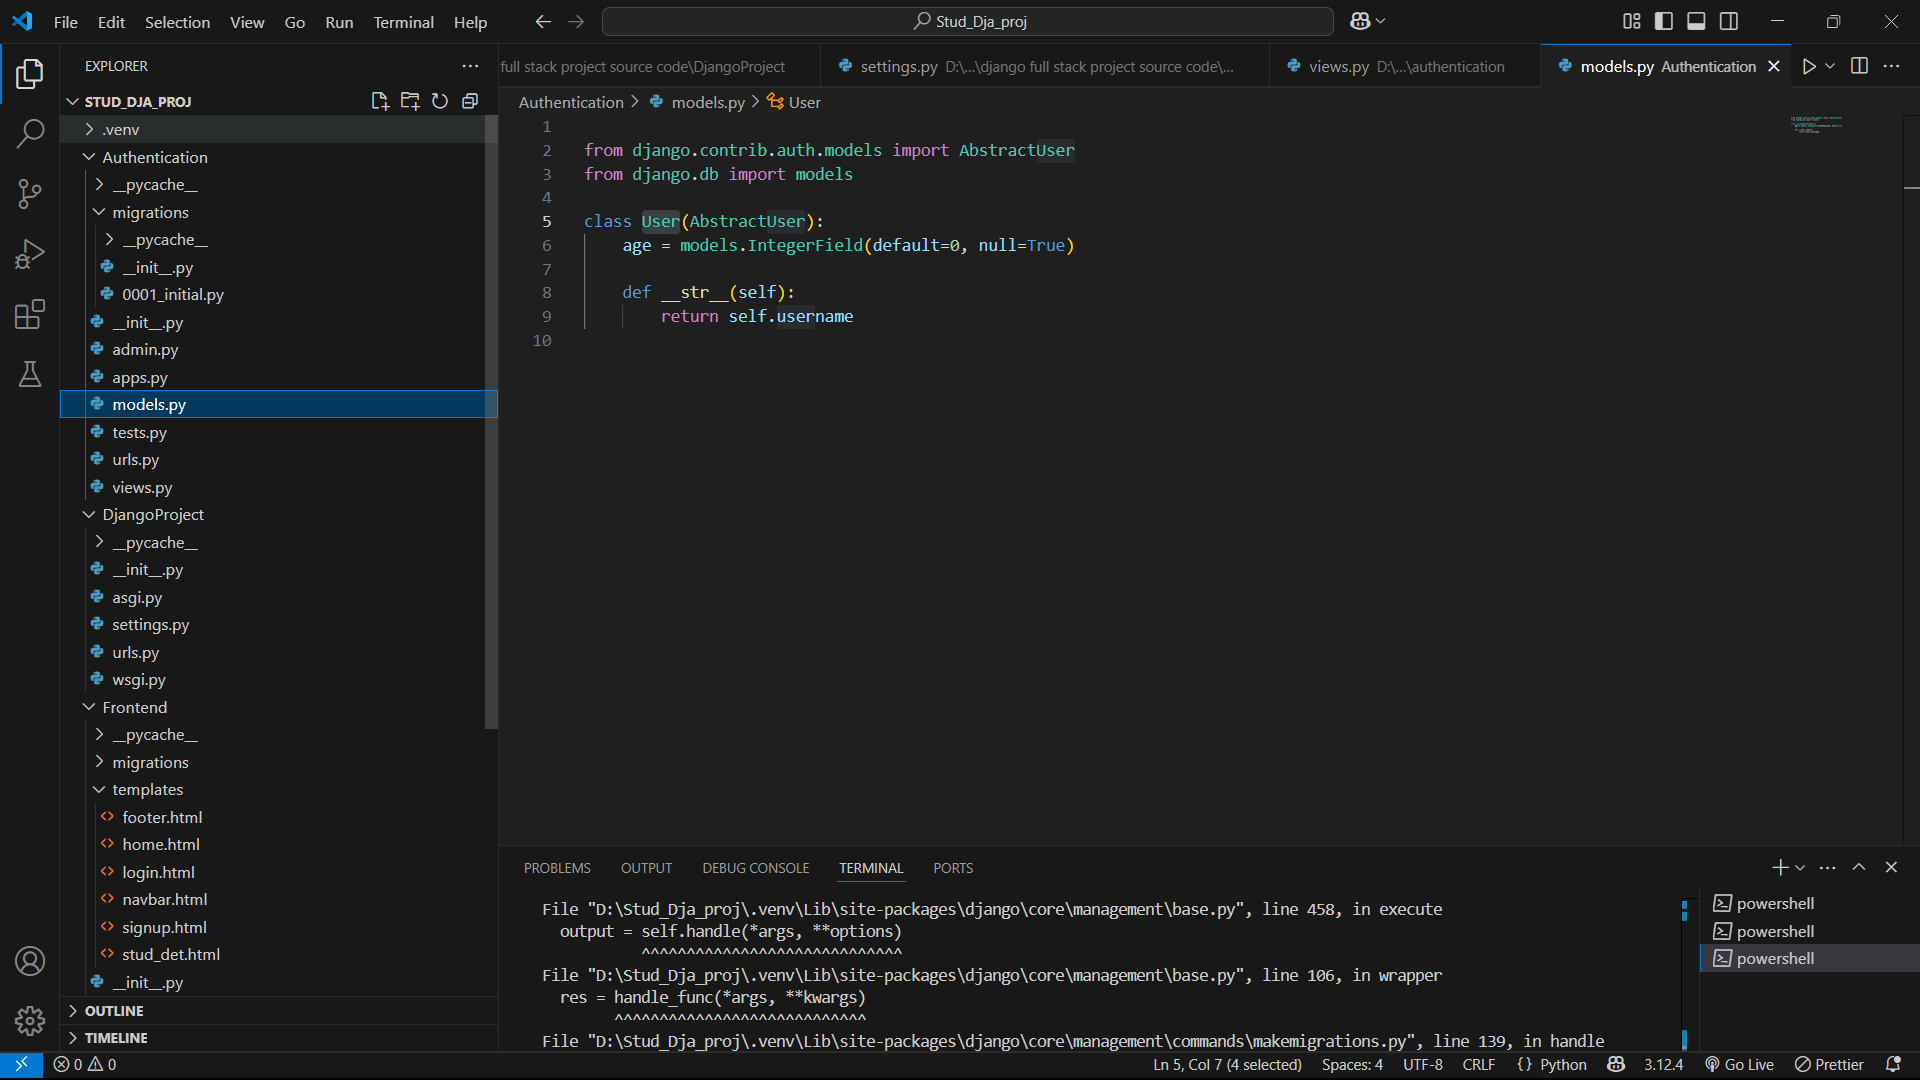 File Edit Selection View Go Run Terminal Help
Stud_Dja_proj
EXPLORER
STUD_DJA_PROJ
.venv
Authentication
__pycache__
migrations
__pycache__
__init__.py
0001_initial.py
__init__.py
admin.py
apps.py
models.py
tests.py
urls.py
views.py
DjangoProject
__pycache__
__init__.py
asgi.py
settings.py
urls.py
wsgi.py
Frontend
__pycache__
migrations
templates
footer.html
home.html
login.html
navbar.html
signup.html
stud_det.html
__init__.py
OUTLINE
TIMELINE
full stack project source code\DjangoProject
settings.py D:\...\django full stack project source code\...
views.py D:\...\authentication
models.py Authentication
Authentication > models.py > User
1
2 from django.contrib.auth.models import AbstractUser
3 from django.db import models
4
5 class User(AbstractUser):
6 age = models.IntegerField(default=0, null=True)
7
8 def __str__(self):
9 return self.username
10
PROBLEMS OUTPUT DEBUG CONSOLE TERMINAL PORTS
File "D:\Stud_Dja_proj\.venv\Lib\site-packages\django\core\management\base.py", line 458, in execute
output = self.handle(*args, **options)
^^^^^^^^^^^^^^^^^^^^^^^^^^^^^
File "D:\Stud_Dja_proj\.venv\Lib\site-packages\django\core\management\base.py", line 106, in wrapper
res = handle_func(*args, **kwargs)
^^^^^^^^^^^^^^^^^^^^^^^^^^^^
File "D:\Stud_Dja_proj\.venv\Lib\site-packages\django\core\management\commands\makemigrations.py", line 139, in handle
powershell
powershell
powershell
0 0
Ln 5, Col 7 (4 selected) Spaces: 4 UTF-8 CRLF {} Python 3.12.4 Go Live Prettier